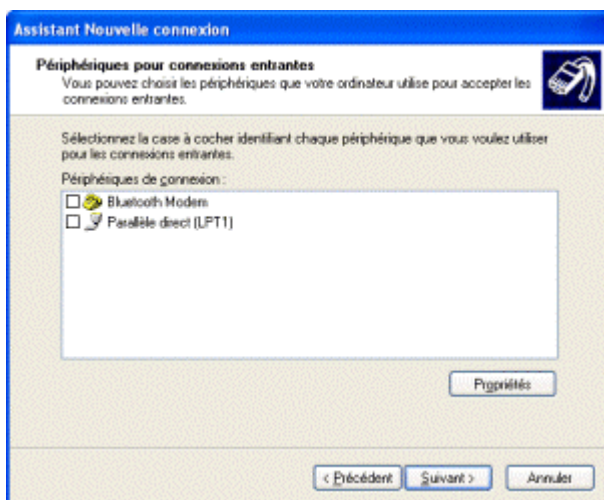 Assistant Nouvelle connexion
Périphériques pour connexions entrantes
Vous pouvez choisir les périphériques que votre ordinateur utilise pour accepter les
connexions entrantes.
Sélectionnez la case à cocher identifiant chaque périphérique que vous voulez utiliser
pour les connexions entrantes.
Périphériques de connexion :
Bluetooth Modem
Parallèle direct (LPT1)
Propriétés
< Précédent
Suivant >
Annuler